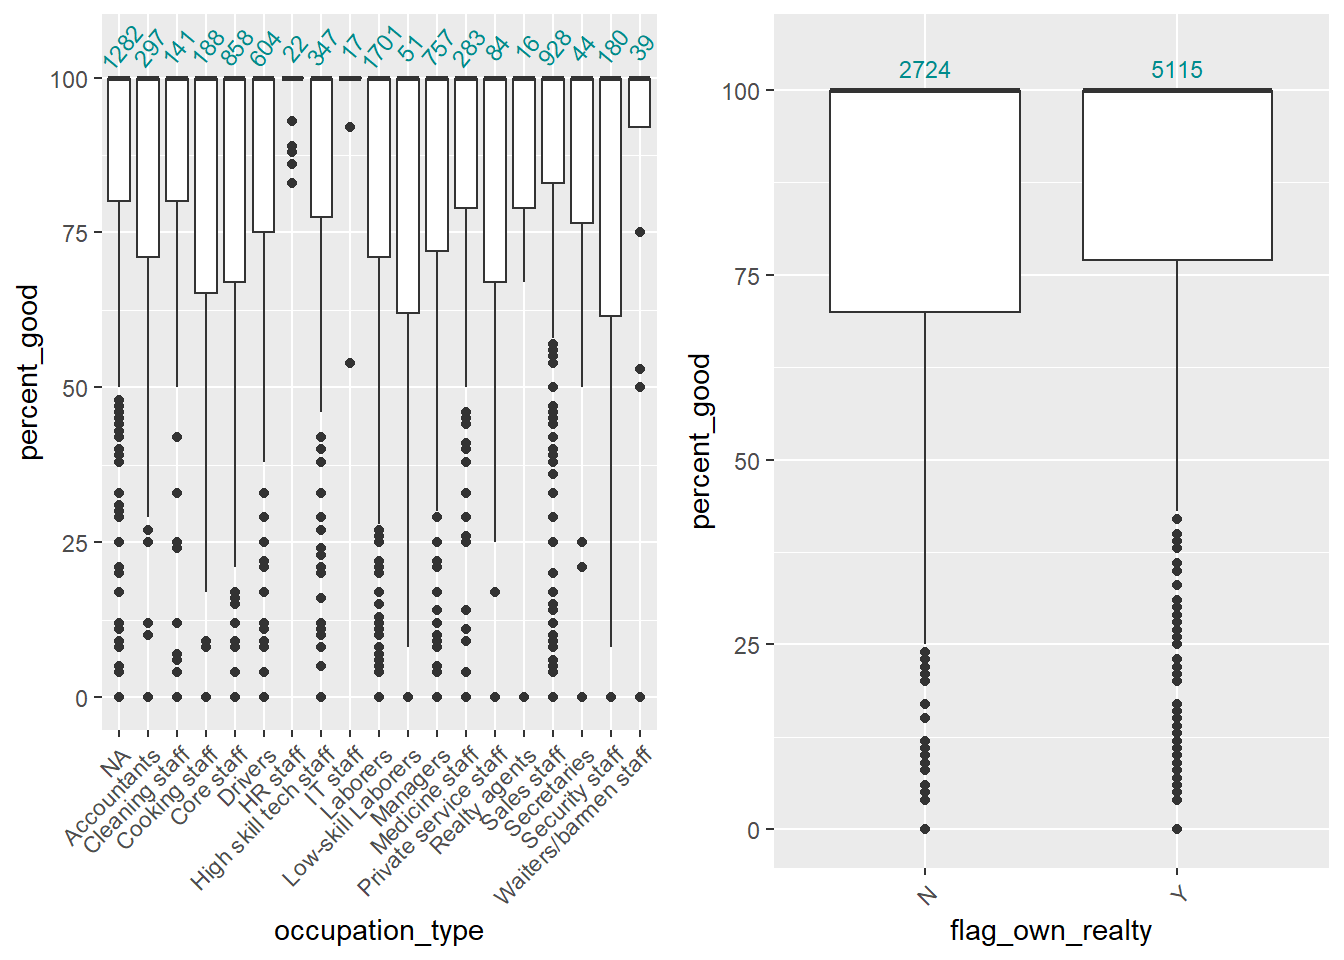 1282 297 141 188 858 604 22 347 17 1701 51 757 283 84 16 928 44 180 39
percent_good
100
75
50
25
0
NA
Accountants
Cleaning staff
Cooking staff
Core staff
Drivers
HR staff
High skill tech staff
IT staff
Laborers
Low-skill Laborers
Managers
Medicine staff
Private service staff
Realty agents
Sales staff
Secretaries
Security staff
Waiters/barmen staff
occupation_type
2724 5115
percent_good
100
75
50
25
0
N Y
flag_own_realty